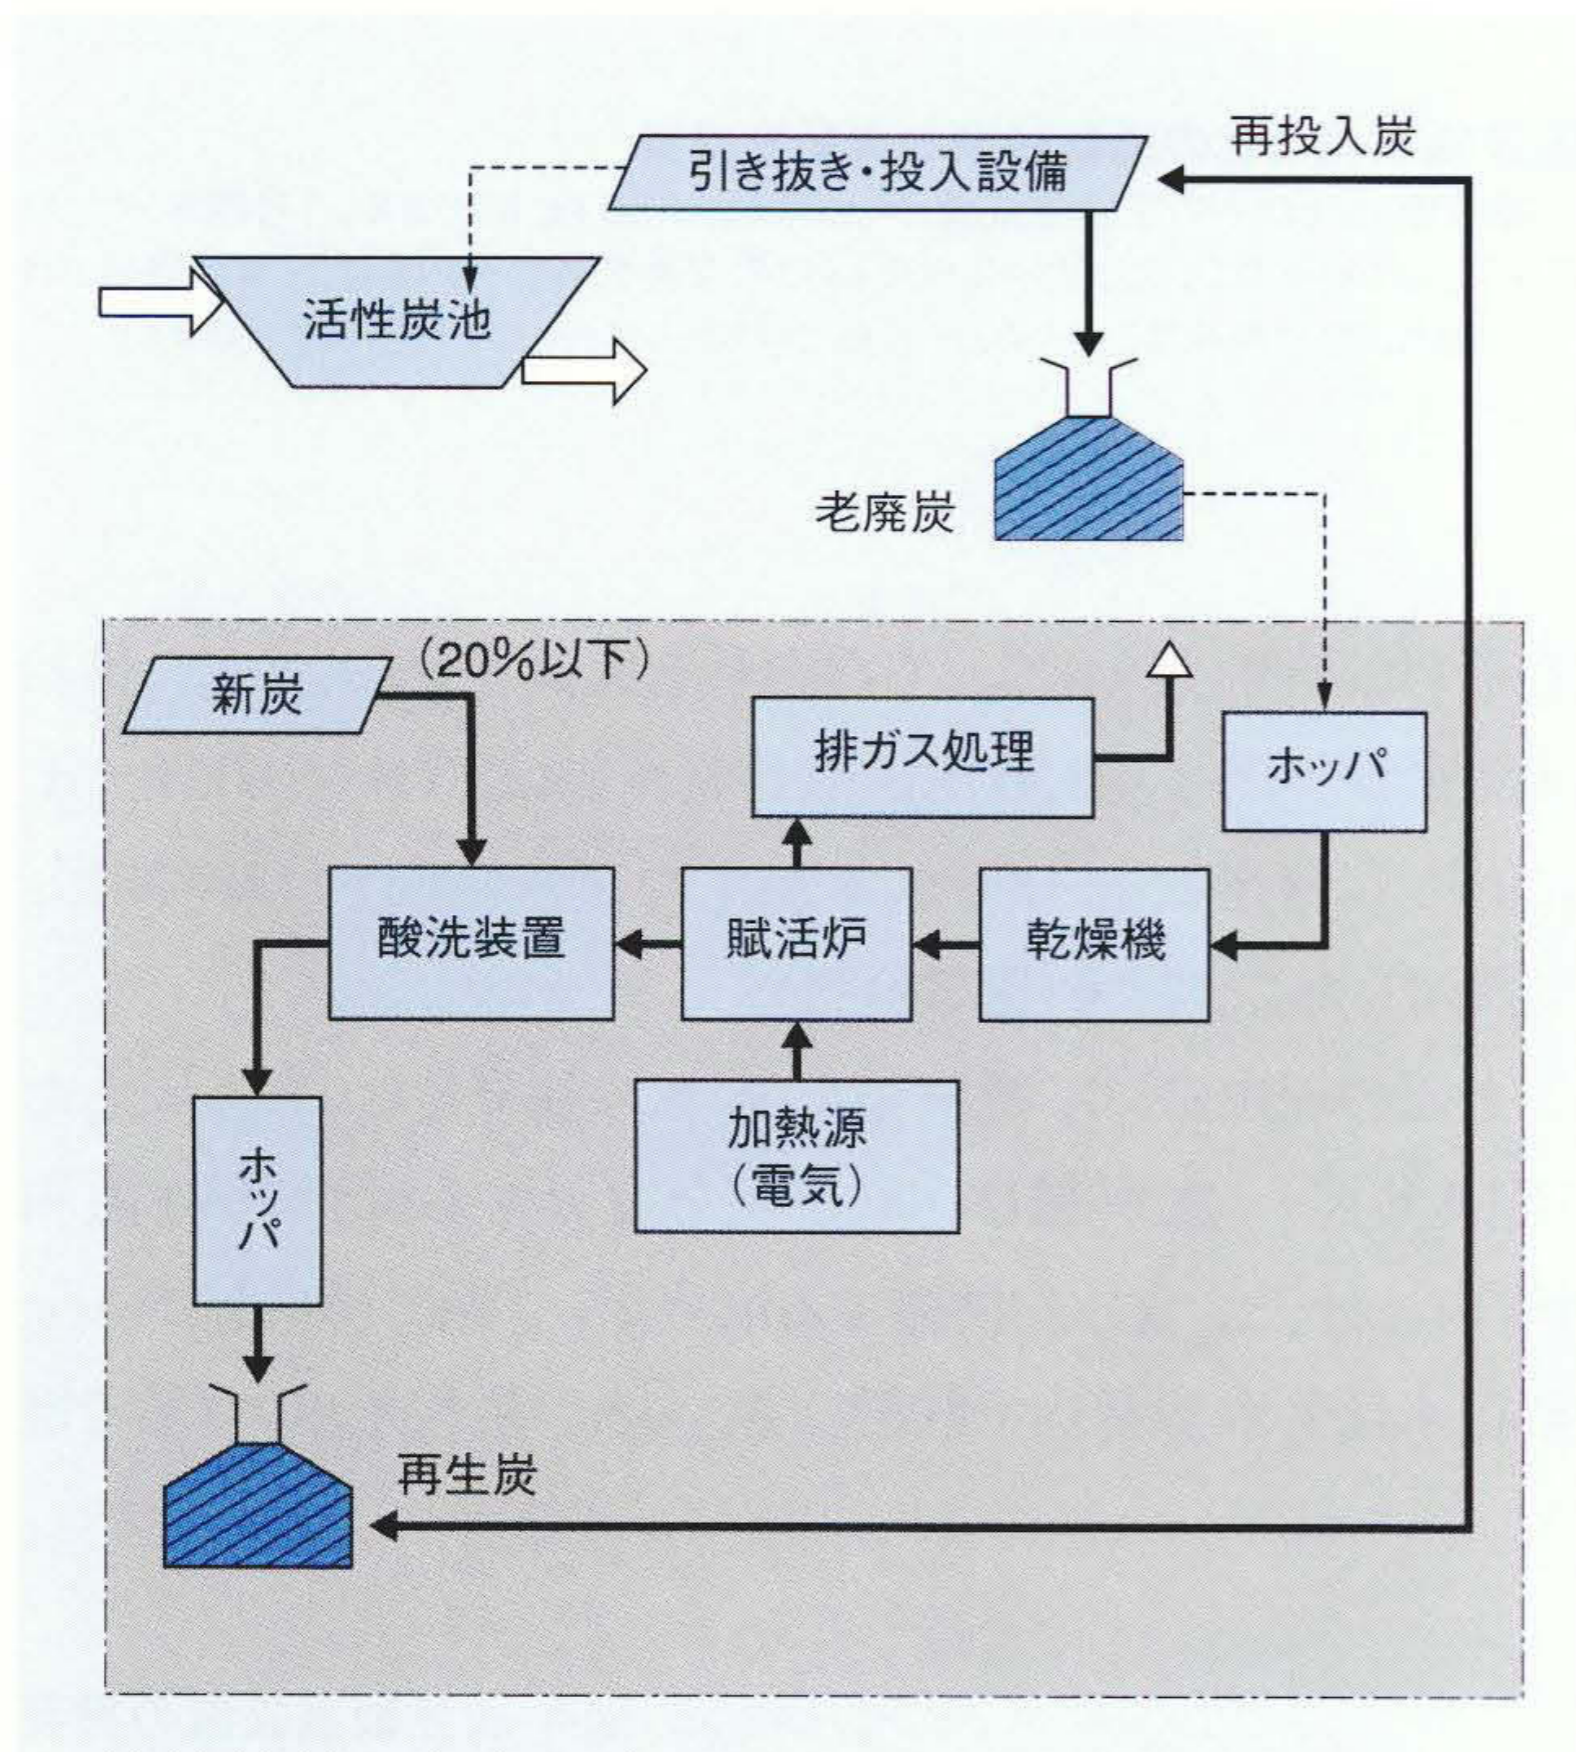 再投入炭
引き抜き・投入設備
活性炭池
老廃炭
(20%以下)
新炭
排ガス処理
ホッパ
酸洗装置
賦活炉
乾燥機
加熱源
(電気)
ホッパ
再生炭